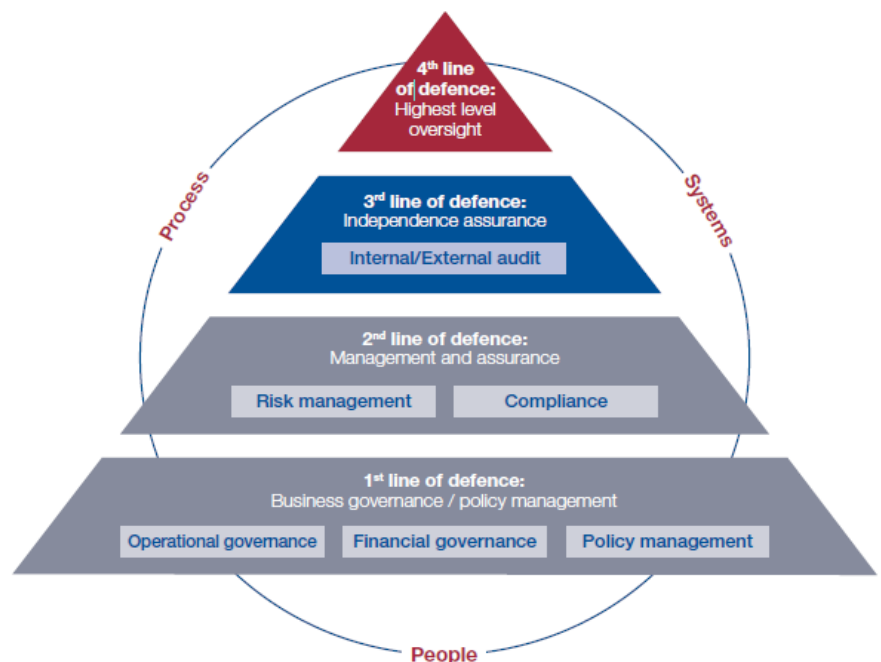 4th line
of defence:
Highest level
oversight
Process
Systems
3rd line of defence:
Independence assurance
Internal/External audit
2nd line of defence:
Management and assurance
Risk management
Compliance
1st line of defence:
Business governance / policy management
Operational governance
Financial governance
Policy management
People